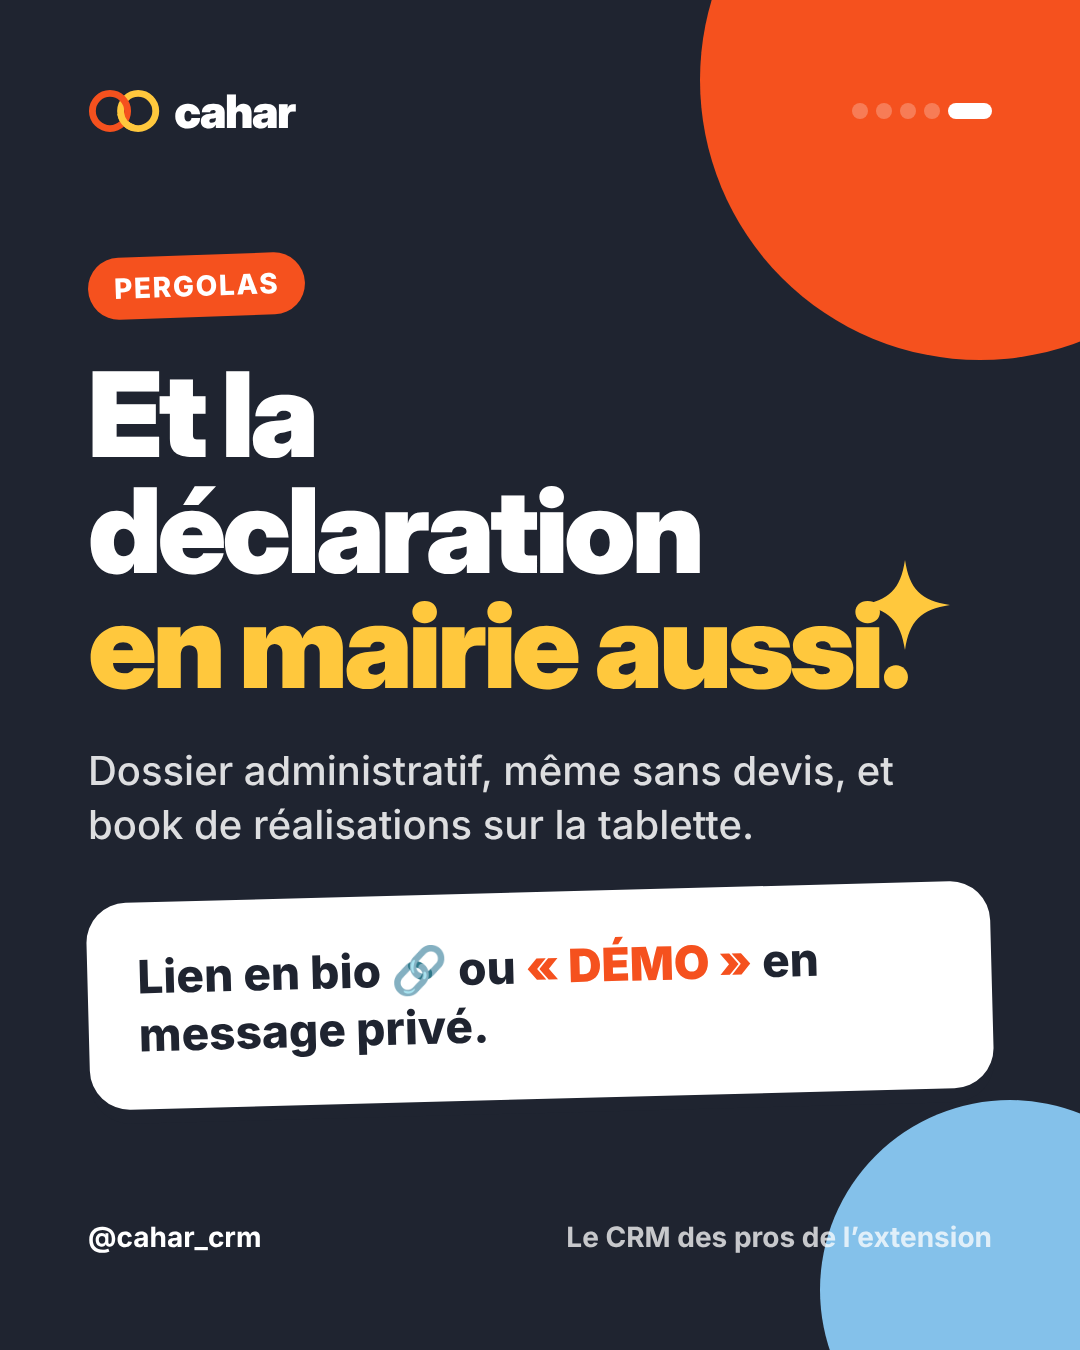 cahar
PERGOLAS
Et la
déclaration
en mairie aussi.
Dossier administratif, même sans devis, et
book de réalisations sur la tablette.
Lien en bio 🔗 ou « DÉMO » en
message privé.
@cahar_crm
Le CRM des pros de l’extension